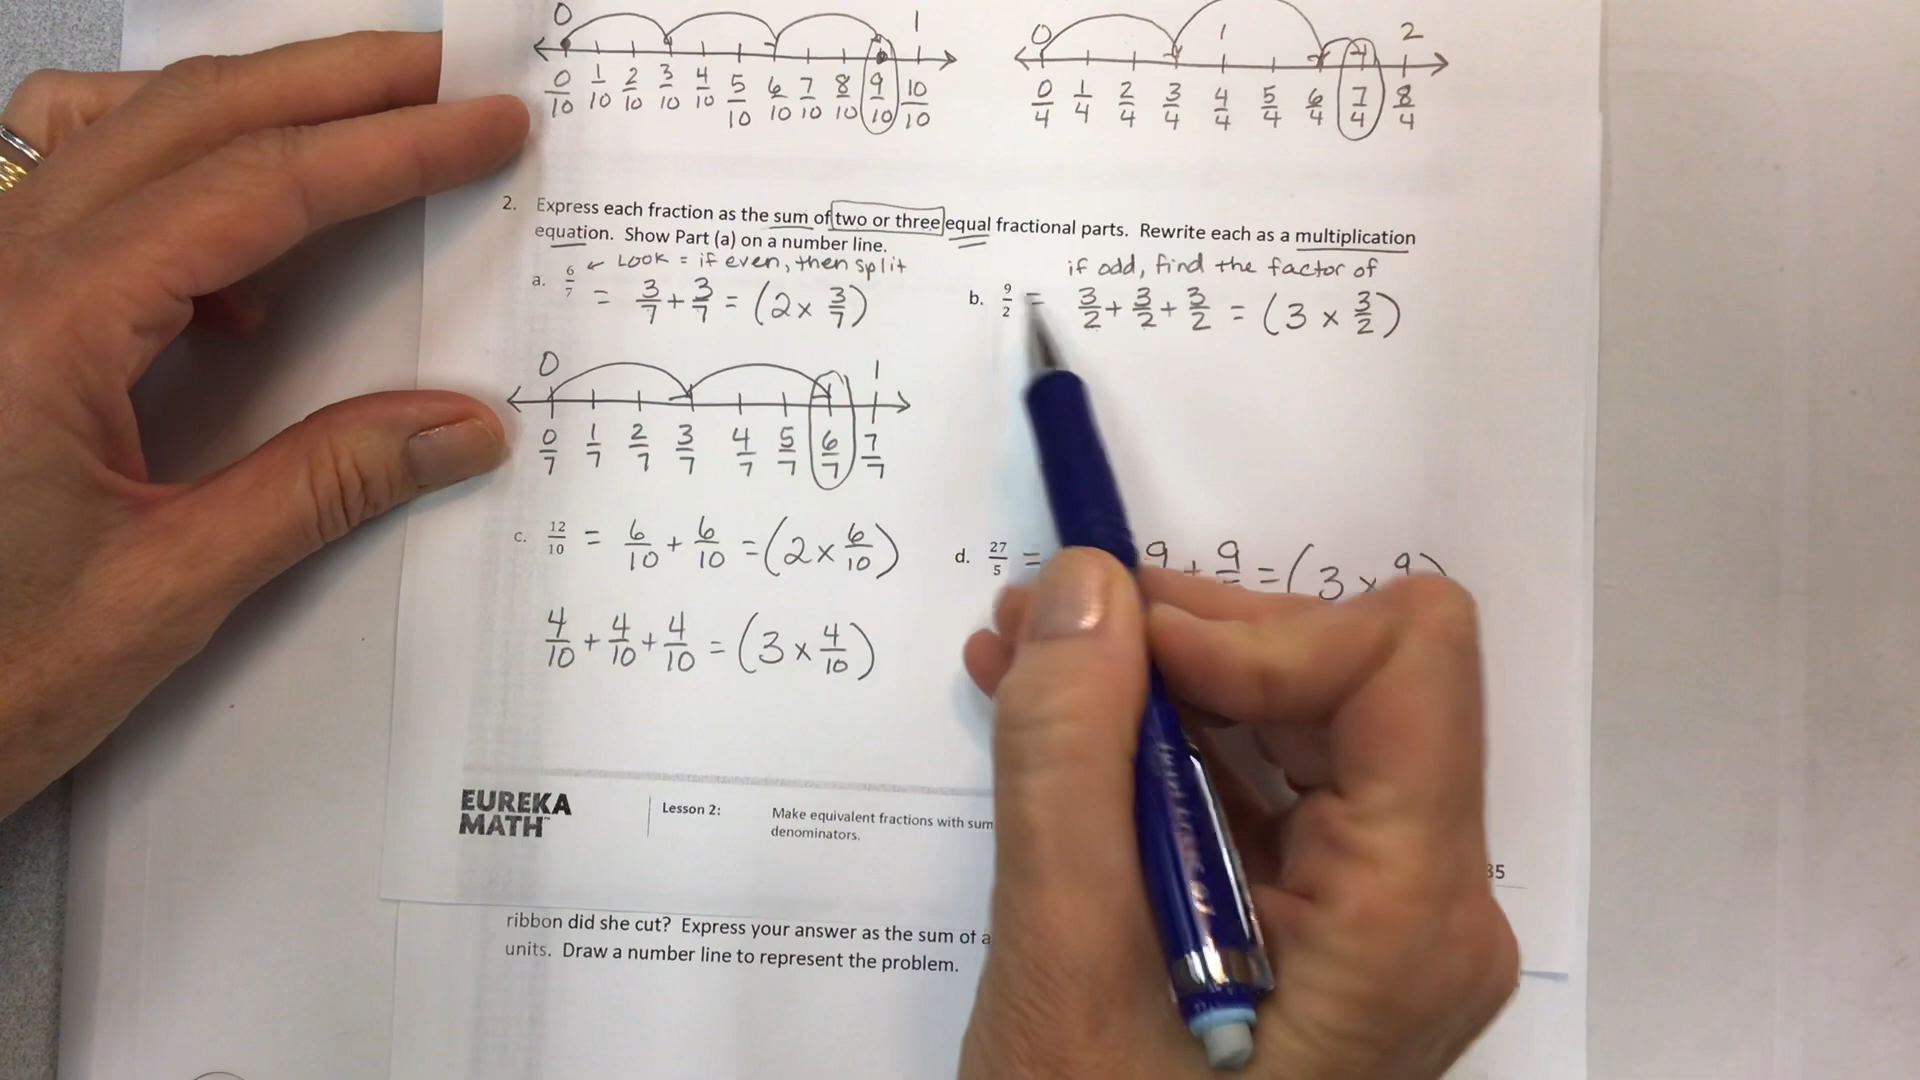 0 1 0 1 2
0/10 1/10 2/10 3/10 4/10 5/10 6/10 7/10 8/10 9/10 10/10 0/4 1/4 2/4 3/4 4/4 5/4 6/4 7/4 8/4
2. Express each fraction as the sum of two or three equal fractional parts. Rewrite each as a multiplication
equation. Show Part (a) on a number line.
← LOOK = if even, then split
a. 6/7 = 3/7 + 3/7 = (2 × 3/7)
if odd, find the factor of
b. 9/2 = 3/2 + 3/2 + 3/2 = (3 × 3/2)
0 1
0/7 1/7 2/7 3/7 4/7 5/7 6/7 7/7
c. 12/10 = 6/10 + 6/10 = (2 × 6/10)
4/10 + 4/10 + 4/10 = (3 × 4/10)
d. 27/5 = 9 + 9 = (3 × 9)
EUREKA
MATH™
Lesson 2:
Make equivalent fractions with sum
denominators.
35
ribbon did she cut? Express your answer as the sum of a
units. Draw a number line to represent the problem.